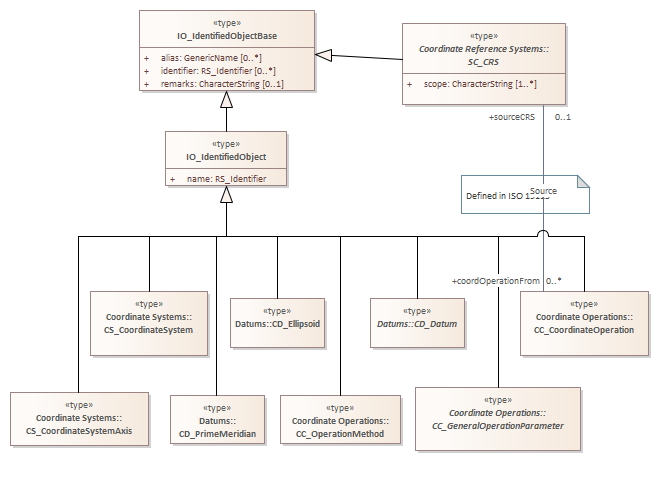 «type»
IO_IdentifiedObjectBase
+ alias: GenericName [0..*]
+ identifier: RS_Identifier [0..*]
+ remarks: CharacterString [0..1]
«type»
Coordinate Reference Systems::
SC_CRS
+ scope: CharacterString [1..*]
+sourceCRS 0..1
«type»
IO_IdentifiedObject
+ name: RS_Identifier
Source
Defined in ISO
+coordOperationFrom 0..*
«type»
Coordinate Systems::
CS_CoordinateSystem
«type»
Datums::CD_Ellipsoid
«type»
Datums::CD_Datum
«type»
Coordinate Operations::
CC_CoordinateOperation
«type»
Coordinate Systems::
CS_CoordinateSystemAxis
«type»
Datums::
CD_PrimeMeridian
«type»
Coordinate Operations::
CC_OperationMethod
«type»
Coordinate Operations::
CC_GeneralOperationParameter